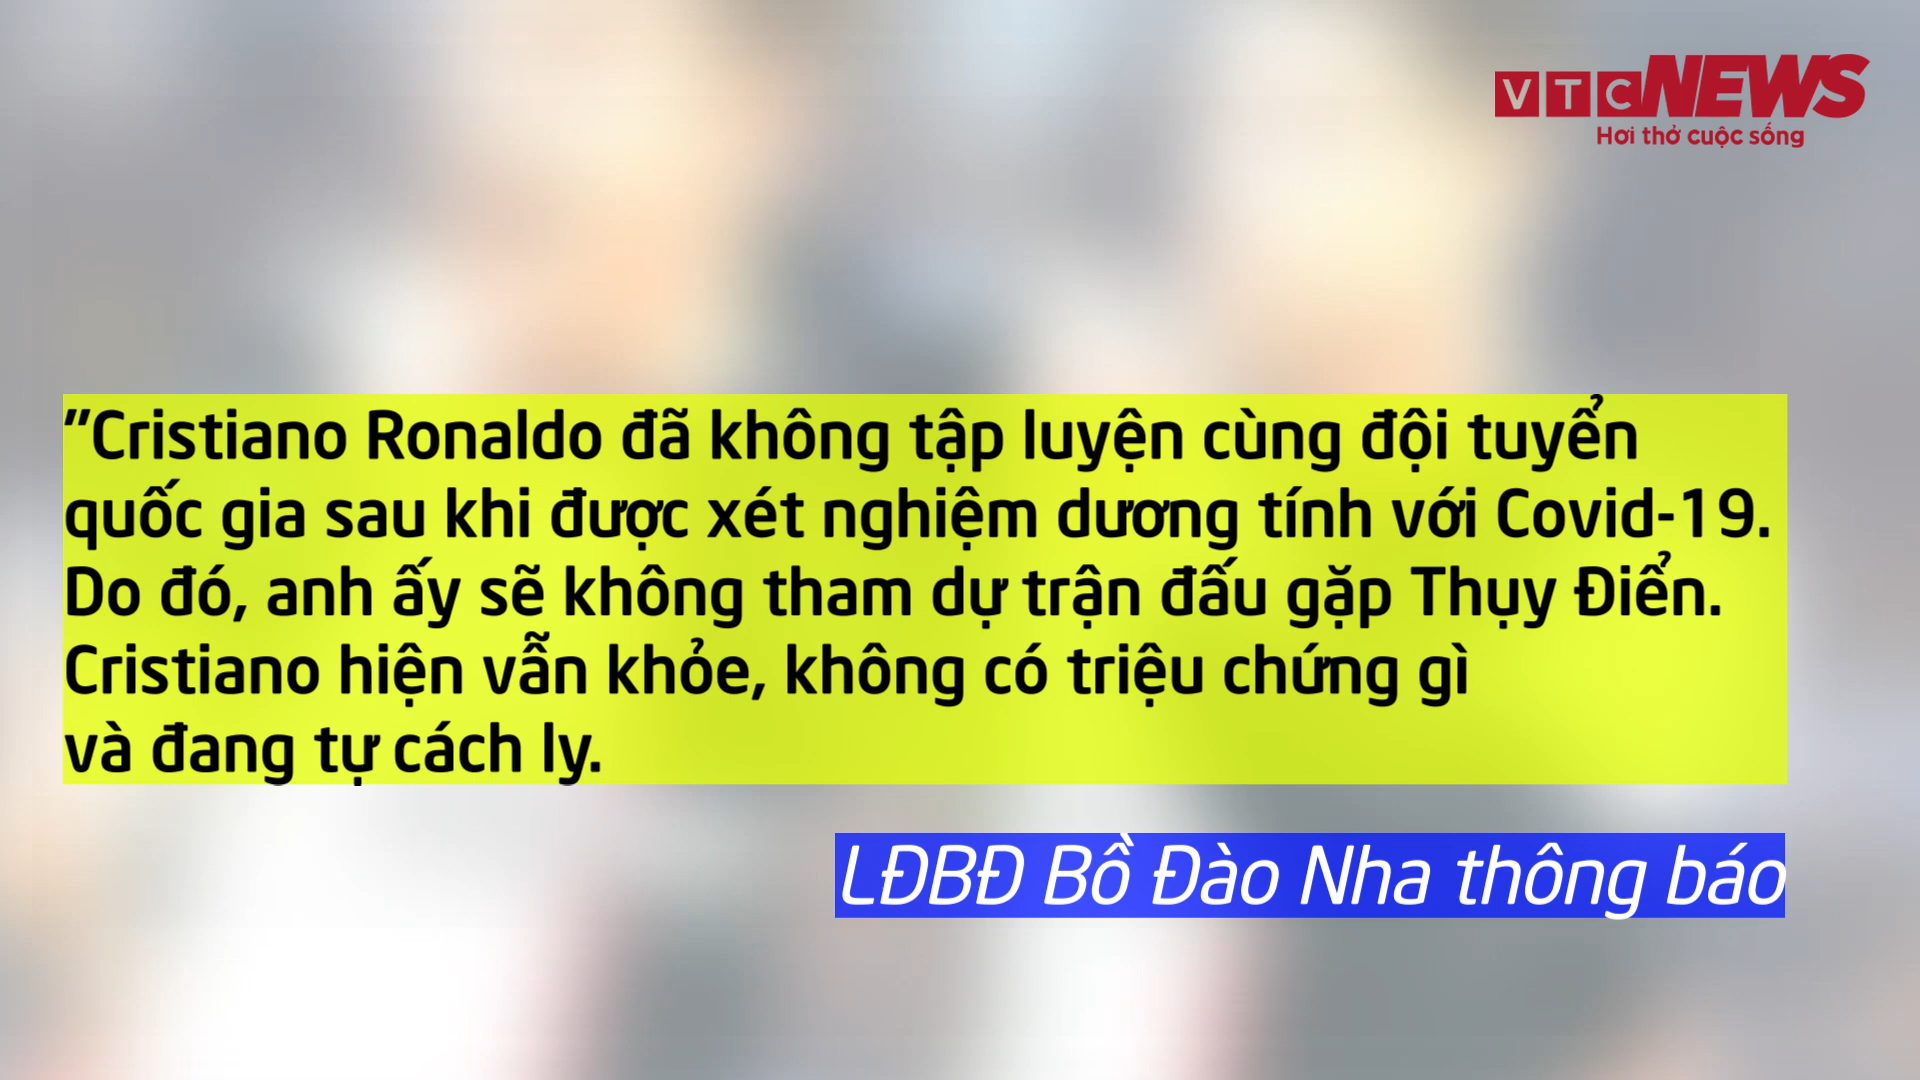 VTC NEWS
Hơi thở cuộc sống
"Cristiano Ronaldo đã không tập luyện cùng đội tuyển
quốc gia sau khi được xét nghiệm dương tính với Covid-19.
Do đó, anh ấy sẽ không tham dự trận đấu gặp Thụy Điển.
Cristiano hiện vẫn khỏe, không có triệu chứng gì
và đang tự cách ly.
LĐBĐ Bồ Đào Nha thông báo